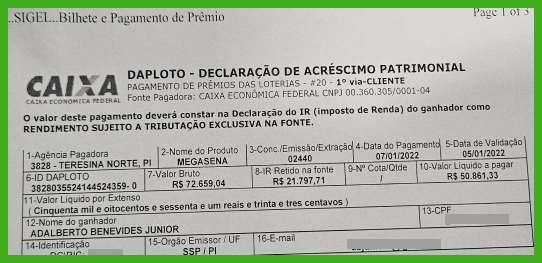 ..SIGEL...Bilhete e Pagamento de Prêmio
Page 1 of 3
CAIXA
CAIXA ECONÔMICA FEDERAL
DAPLOTO - DECLARAÇÃO DE ACRÉSCIMO PATRIMONIAL
PAGAMENTO DE PRÊMIOS DAS LOTERIAS - #20 - 1º via-CLIENTE
Fonte Pagadora: CAIXA ECONÔMICA FEDERAL CNPJ 00.360.305/0001-04
O valor deste pagamento deverá constar na Declaração do IR (imposto de Renda) do ganhador como
RENDIMENTO SUJEITO A TRIBUTAÇÃO EXCLUSIVA NA FONTE.
1-Agência Pagadora 2-Nome do Produto 3-Conc./Emissão/Extração 4-Data do Pagamento 5-Data de Validação
3828 - TERESINA NORTE, PI MEGASENA 02440 07/01/2022 05/01/2022
6-ID DAPLOTO 7-Valor Bruto 8-IR Retido na fonte 9-Nº Cota/Qtde 10-Valor Líquido a pagar
3828035524144524359- 0 R$ 72.659,04 R$ 21.797,71 / R$ 50.861,33
11-Valor Líquido por Extenso
( Cinquenta mil e oitocentos e sessenta e um reais e trinta e tres centavos )
12-Nome do ganhador 13-CPF
ADALBERTO BENEVIDES JUNIOR
14-Identificação 15-Orgão Emissor / UF 16-E-mail
SSP / PI